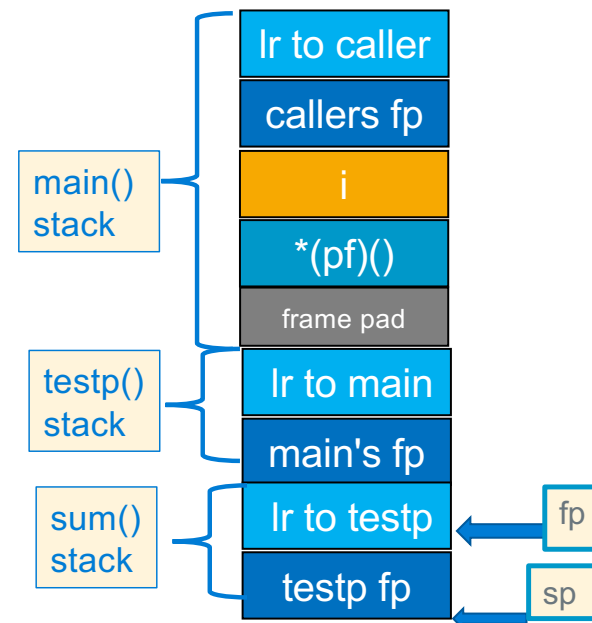 lr to caller
callers fp
main()
stack
i
*(pf)()
frame pad
testp()
stack
lr to main
main's fp
sum()
stack
lr to testp
fp
testp fp
sp